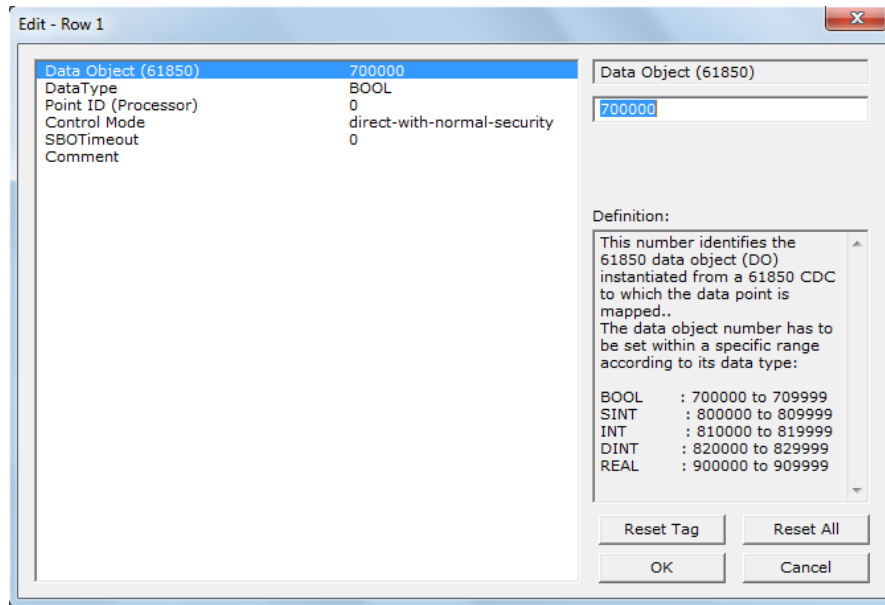 Edit - Row 1
Data Object (61850) 700000
DataType BOOL
Point ID (Processor) 0
Control Mode direct-with-normal-security
SBOTimeout 0
Comment
Data Object (61850)
700000
Definition:
This number identifies the
61850 data object (DO)
instantiated from a 61850 CDC
to which the data point is
mapped..
The data object number has to
be set within a specific range
according to its data type:
BOOL : 700000 to 709999
SINT : 800000 to 809999
INT : 810000 to 819999
DINT : 820000 to 829999
REAL : 900000 to 909999
Reset Tag Reset All
OK Cancel